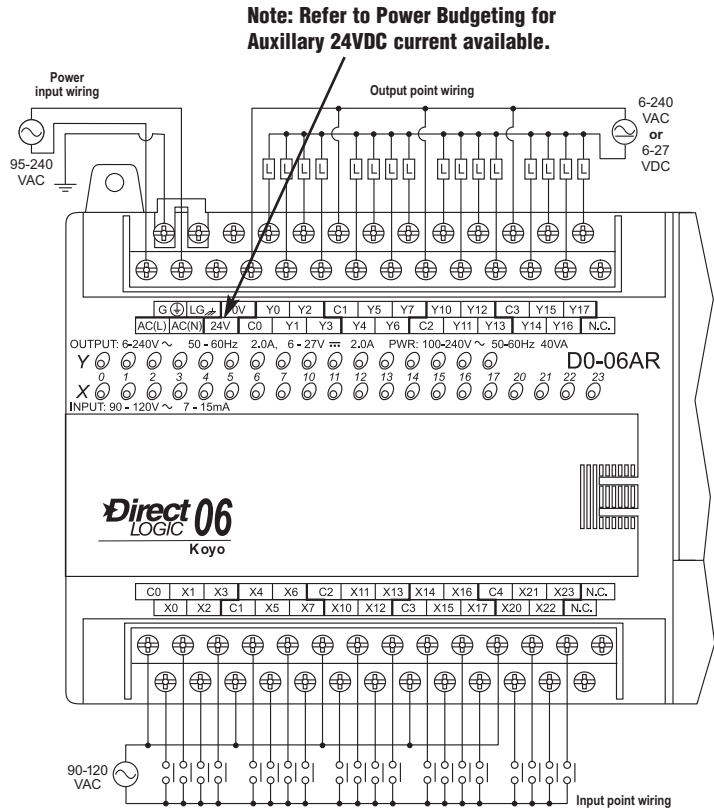 Note: Refer to Power Budgeting for
Auxillary 24VDC current available.
Power
input wiring
Output point wiring
95-240
VAC
6-240
VAC
or
6-27
VDC
L L L L L L L L L L L L L L L L
G LG 0V Y0 Y2 C1 Y5 Y7 Y10 Y12 C3 Y15 Y17
AC(L) AC(N) 24V C0 Y1 Y3 Y4 Y6 C2 Y11 Y13 Y14 Y16 N.C.
OUTPUT: 6-240V ~ 50 - 60Hz 2.0A, 6 - 27V ⎓ 2.0A PWR: 100-240V ~ 50-60Hz 40VA
Y D0-06AR
0 1 2 3 4 5 6 7 10 11 12 13 14 15 16 17 20 21 22 23
X
INPUT: 90 - 120V ~ 7 - 15mA
Direct
LOGIC 06
Koyo
C0 X1 X3 X4 X6 C2 X11 X13 X14 X16 C4 X21 X23 N.C.
X0 X2 C1 X5 X7 X10 X12 C3 X15 X17 X20 X22 N.C.
90-120
VAC
Input point wiring